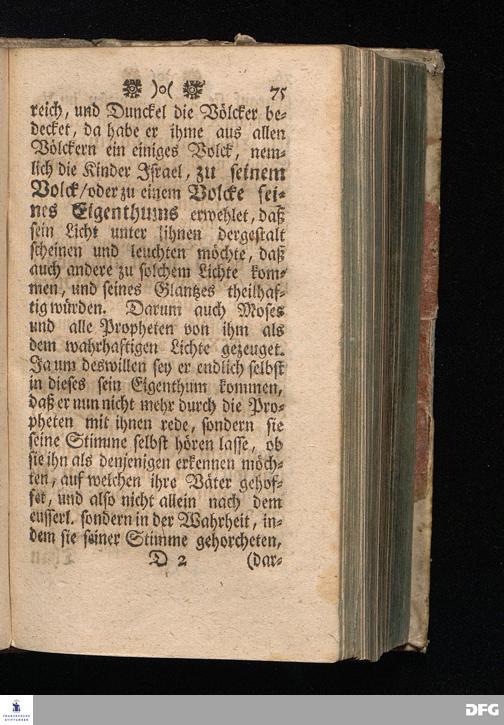 )o( 75
reich, und Dunckel die Völcker be-
decket, da habe er ihme aus allen
Völckern ein einiges Volck, nem-
lich die Kinder Israel, zu seinem
Volck/oder zu einem Volcke sei-
nes Eigenthums erwehlet, daß
sein Licht unter ihnen dergestalt
scheinen und leuchten möchte, daß
auch andere zu solchem Lichte kom-
men, und seines Glantzes theilhaf-
tig würden. Darum auch Moses
und alle Propheten von ihm als
dem wahrhaftigen Lichte gezeuget.
Ja um deswillen sey er endlich selbst
in dieses sein Eigenthum kommen,
daß er nun nicht mehr durch die Pro-
pheten mit ihnen rede, sondern sie
seine Stimme selbst hören lasse, ob
sie ihn als denjenigen erkennen möch-
ten, auf welchen ihre Väter gehof-
fet, und also nicht allein nach dem
eusserl. sondern in der Wahrheit, in-
dem sie seiner Stimme gehorcheten,
D 2 (dar-
FRANCKESCHE
STIFTUNGEN
DFG